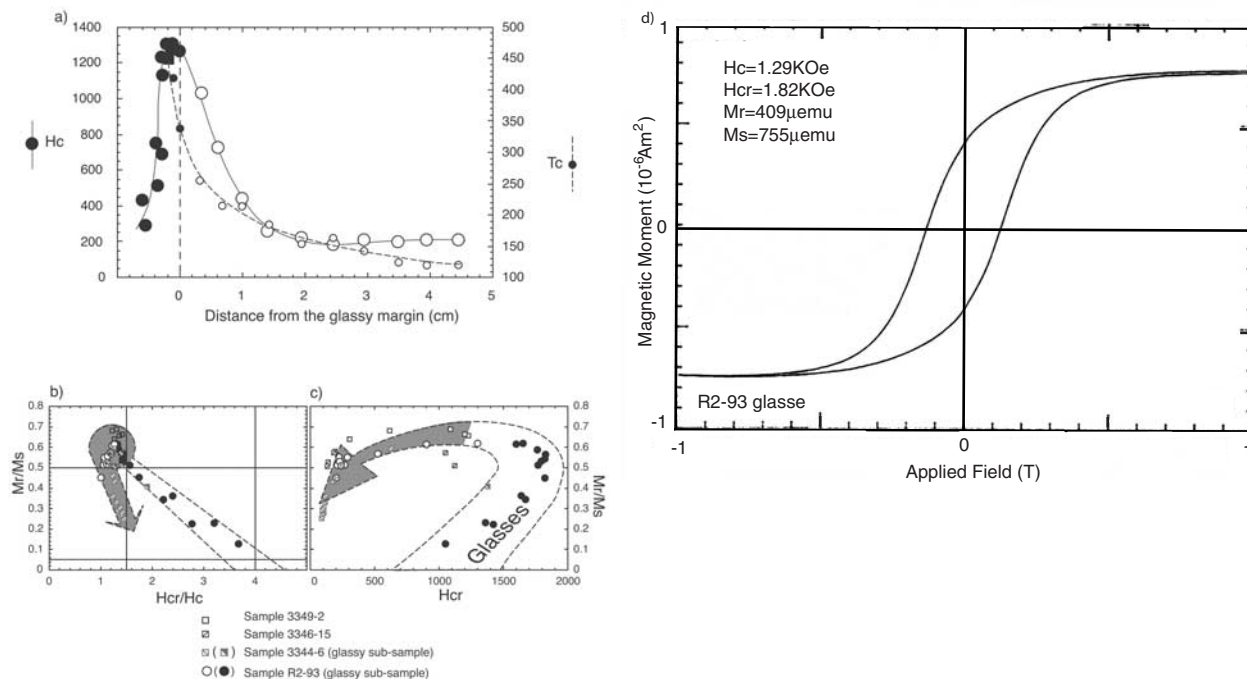 a)
1400
1200
1000
800
600
400
200
0
Hc
500
450
400
350
300
250
200
150
100
Tc
0
1
2
3
4
5
Distance from the glassy margin (cm)
b)
0.8
0.7
0.6
0.5
0.4
0.3
0.2
0.1
0
Mr/Ms
0
1
2
3
4
Hcr/Hc
c)
0.8
0.7
0.6
0.5
0.4
0.3
0.2
0.1
0
Mr/Ms
0
500
1000
1500
2000
Hcr
Glasses
Sample 3349-2
Sample 3346-15
Sample 3344-6 (glassy sub-sample)
Sample R2-93 (glassy sub-sample)
d)
1
0
-1
Magnetic Moment (10⁻⁶Am²)
Hc=1.29KOe
Hcr=1.82KOe
Mr=409μemu
Ms=755μemu
R2-93 glasse
-1
0
1
Applied Field (T)